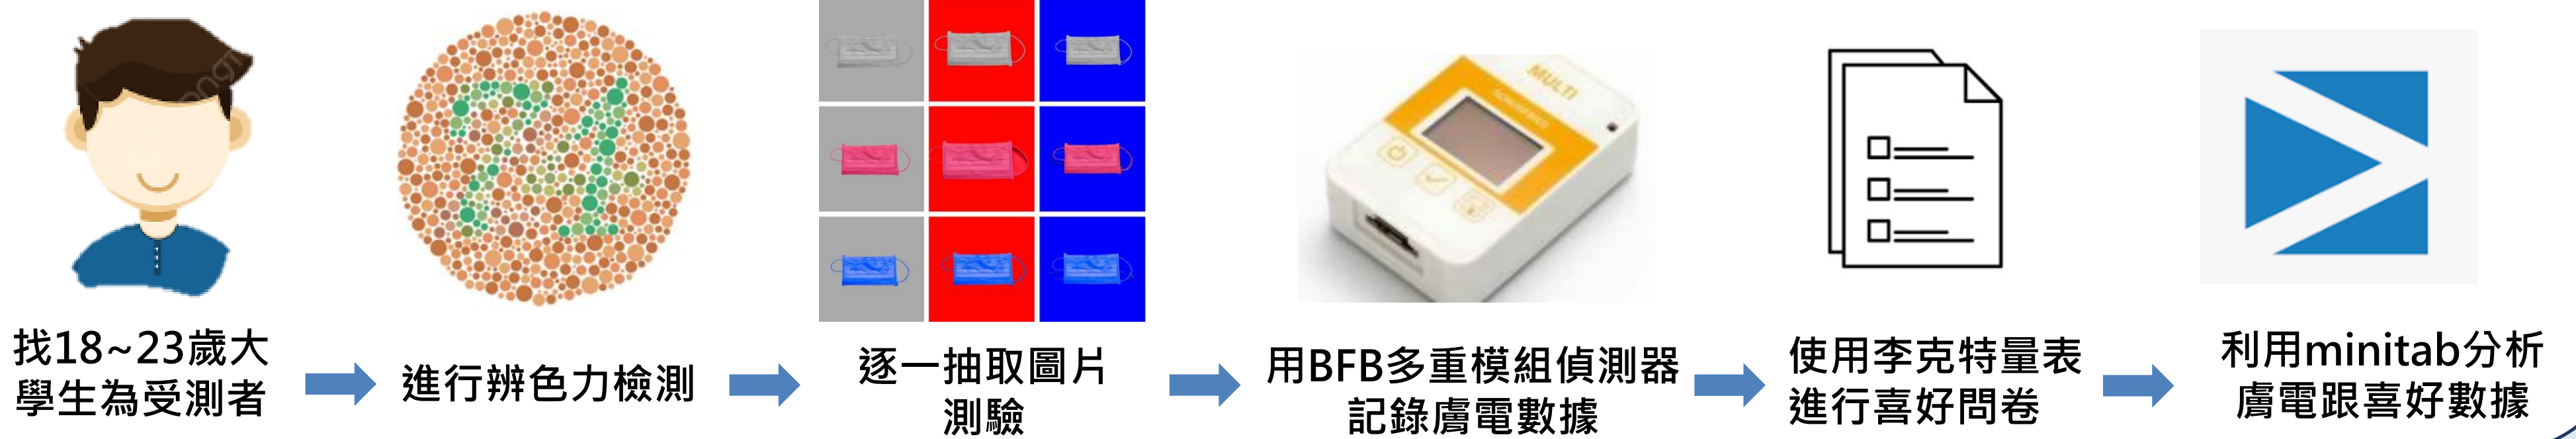 找18~23歲大
學生為受測者
進行辨色力檢測
逐一抽取圖片
測驗
MULTI
用BFB多重模組偵測器
記錄膚電數據
使用李克特量表
進行喜好問卷
利用minitab分析
膚電跟喜好數據